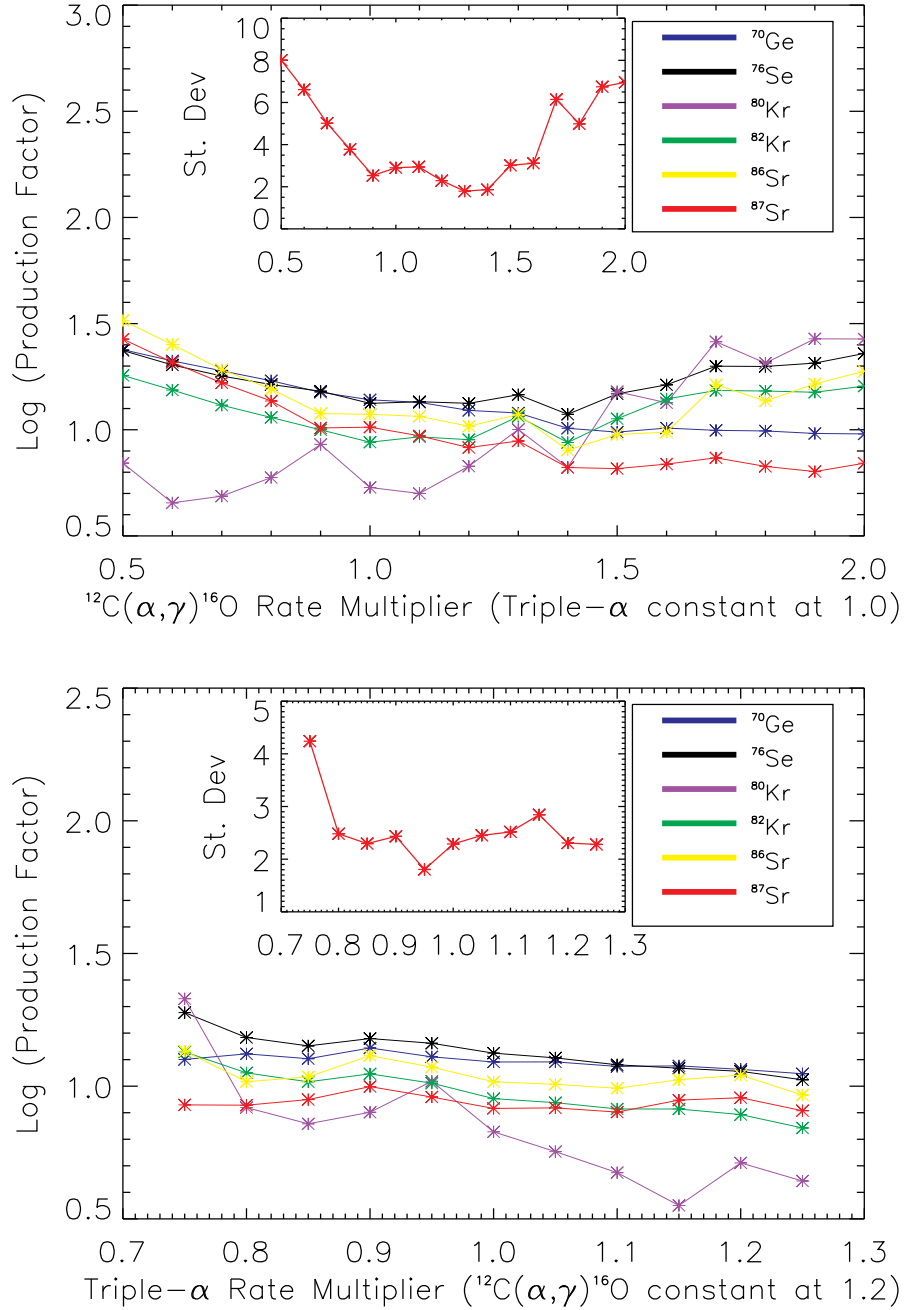 3.0
2.5
2.0
1.5
1.0
0.5
Log (Production Factor)
10
8
6
4
2
0
St. Dev
0.5 1.0 1.5 2.0
⁷⁰Ge
⁷⁶Se
⁸⁰Kr
⁸²Kr
⁸⁶Sr
⁸⁷Sr
0.5 1.0 1.5 2.0
¹²C(α,γ)¹⁶O Rate Multiplier (Triple−α constant at 1.0)
2.5
2.0
1.5
1.0
0.5
Log (Production Factor)
5
4
3
2
1
St. Dev
0.7 0.8 0.9 1.0 1.1 1.2 1.3
⁷⁰Ge
⁷⁶Se
⁸⁰Kr
⁸²Kr
⁸⁶Sr
⁸⁷Sr
0.7 0.8 0.9 1.0 1.1 1.2 1.3
Triple−α Rate Multiplier (¹²C(α,γ)¹⁶O constant at 1.2)